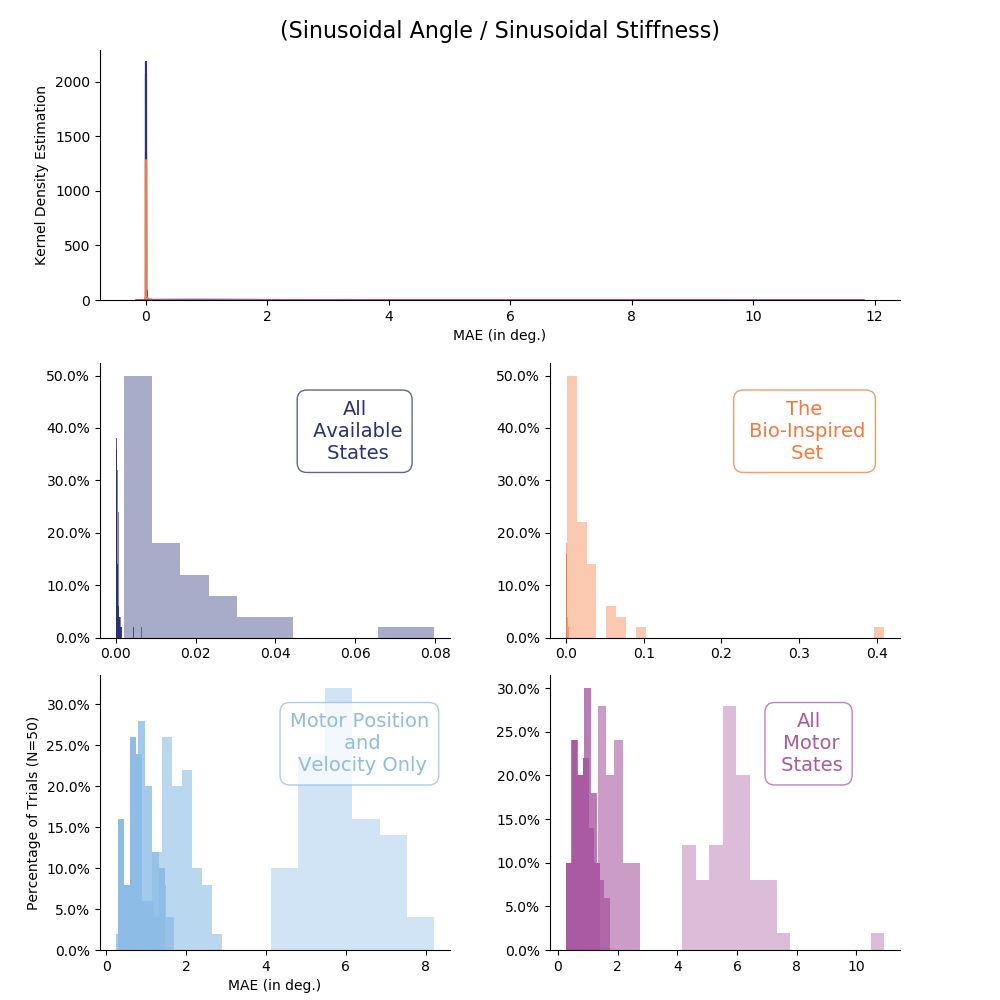 (Sinusoidal Angle / Sinusoidal Stiffness)
Kernel Density Estimation
2000
1500
1000
500
0
0 2 4 6 8 10 12
MAE (in deg.)
50.0%
40.0%
30.0%
20.0%
10.0%
0.0%
All
Available
States
0.00 0.02 0.04 0.06 0.08
50.0%
40.0%
30.0%
20.0%
10.0%
0.0%
The
Bio-Inspired
Set
0.0 0.1 0.2 0.3 0.4
Percentage of Trials (N=50)
30.0%
25.0%
20.0%
15.0%
10.0%
5.0%
0.0%
Motor Position
and
Velocity Only
0 2 4 6 8
MAE (in deg.)
30.0%
25.0%
20.0%
15.0%
10.0%
5.0%
0.0%
All
Motor
States
0 2 4 6 8 10